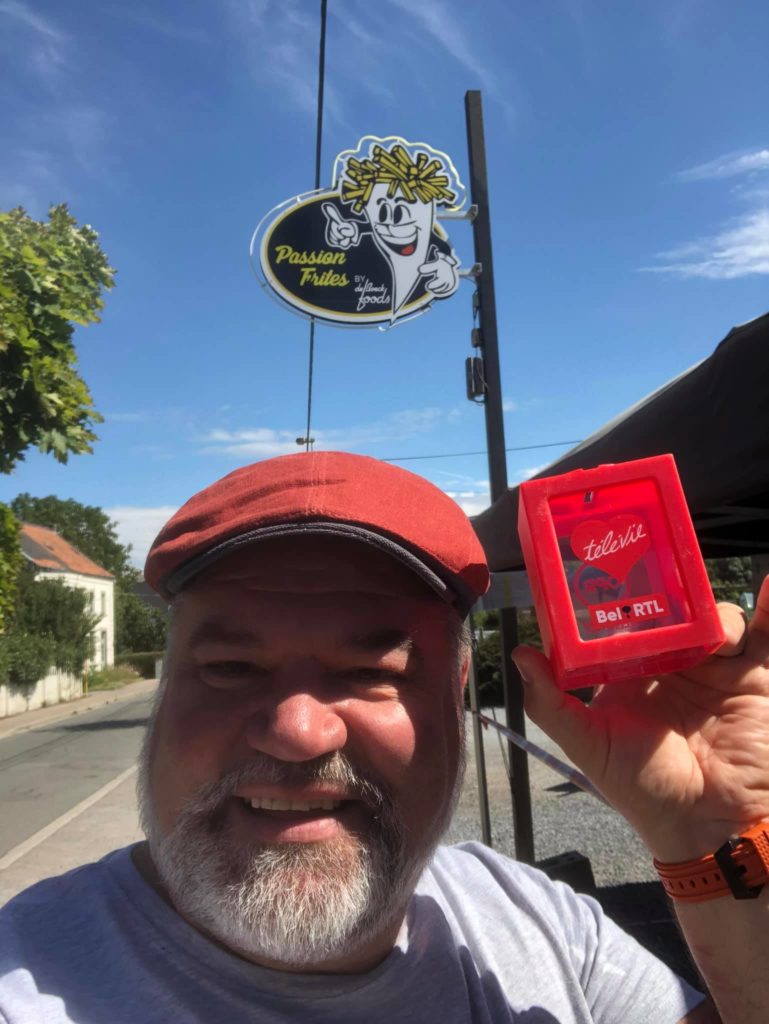 Passion
Frites BY
foods
télévie
Bel RTL